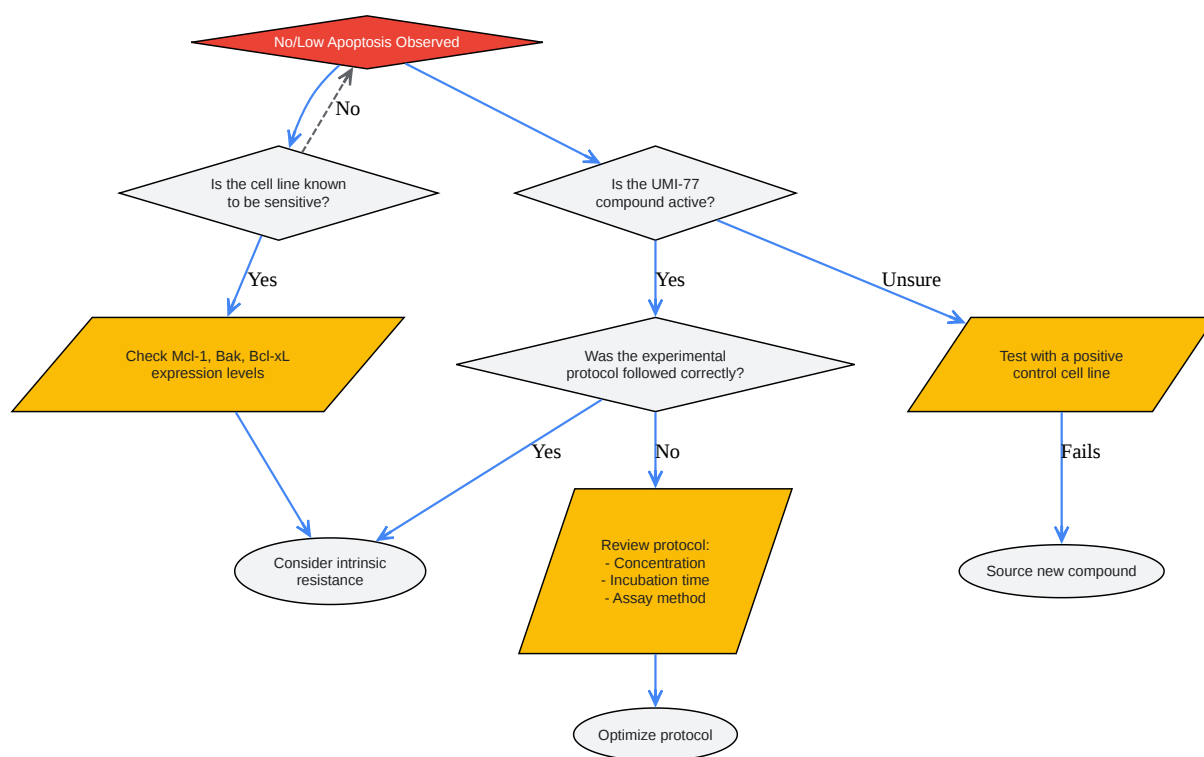 No/Low Apoptosis Observed
No
Is the cell line known
to be sensitive?
Is the UMI-77
compound active?
Yes
Yes
Unsure
Check Mcl-1, Bak, Bcl-xL
expression levels
Was the experimental
protocol followed correctly?
Test with a positive
control cell line
Yes
No
Fails
Consider intrinsic
resistance
Review protocol:
- Concentration
- Incubation time
- Assay method
Source new compound
Optimize protocol